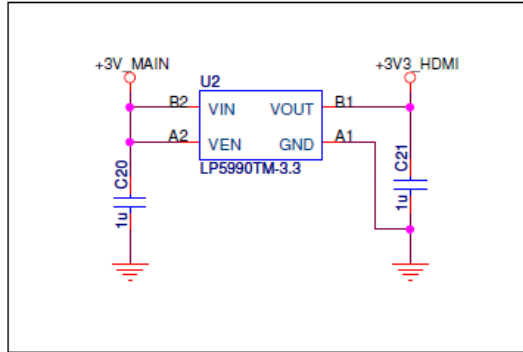 +3V_MAIN
+3V3_HDMI
U2
B2 VIN VOUT B1
A2 VEN GND A1
LP5990TM-3.3
C20
1u
C21
1u